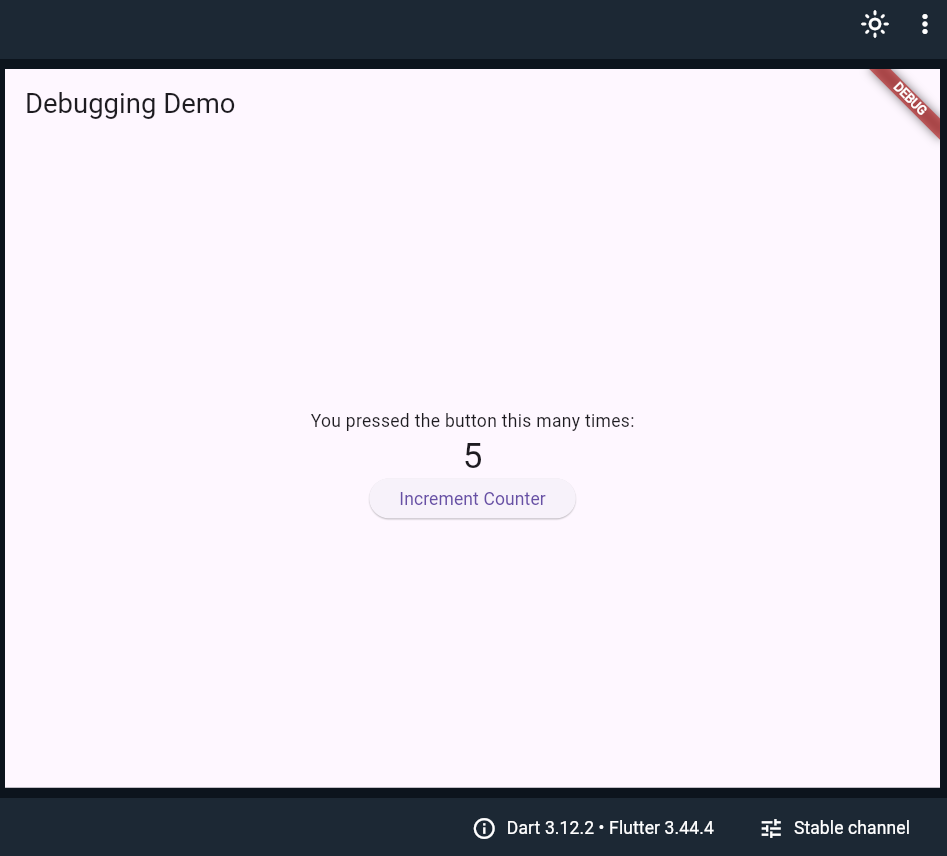 Debugging Demo
DEBUG
You pressed the button this many times:
5
Increment Counter
Dart 3.12.2 • Flutter 3.44.4
Stable channel